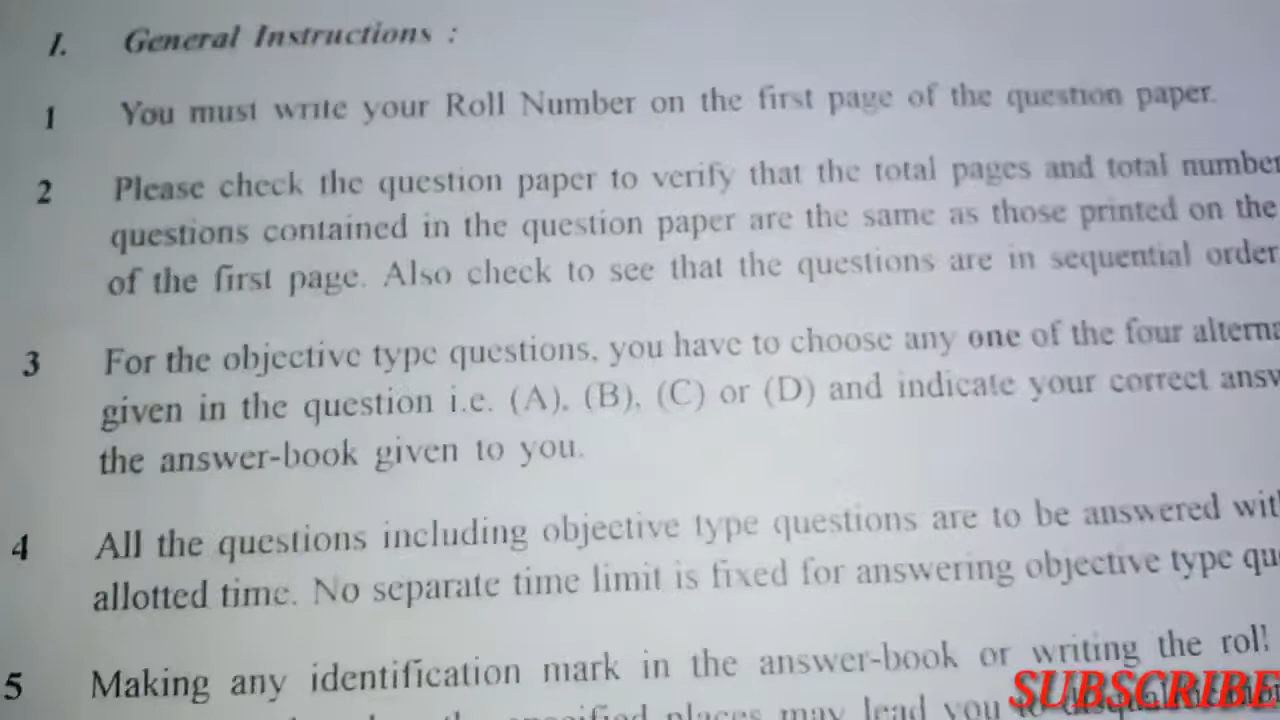 I. General Instructions :
1 You must write your Roll Number on the first page of the question paper.
2 Please check the question paper to verify that the total pages and total number
questions contained in the question paper are the same as those printed on the
of the first page. Also check to see that the questions are in sequential order
3 For the objective type questions, you have to choose any one of the four alterna
given in the question i.e. (A), (B), (C) or (D) and indicate your correct answ
the answer-book given to you.
4 All the questions including objective type questions are to be answered with
allotted time. No separate time limit is fixed for answering objective type qu
5 Making any identification mark in the answer-book or writing the roll
places may lead you to
SUBSCRIBE